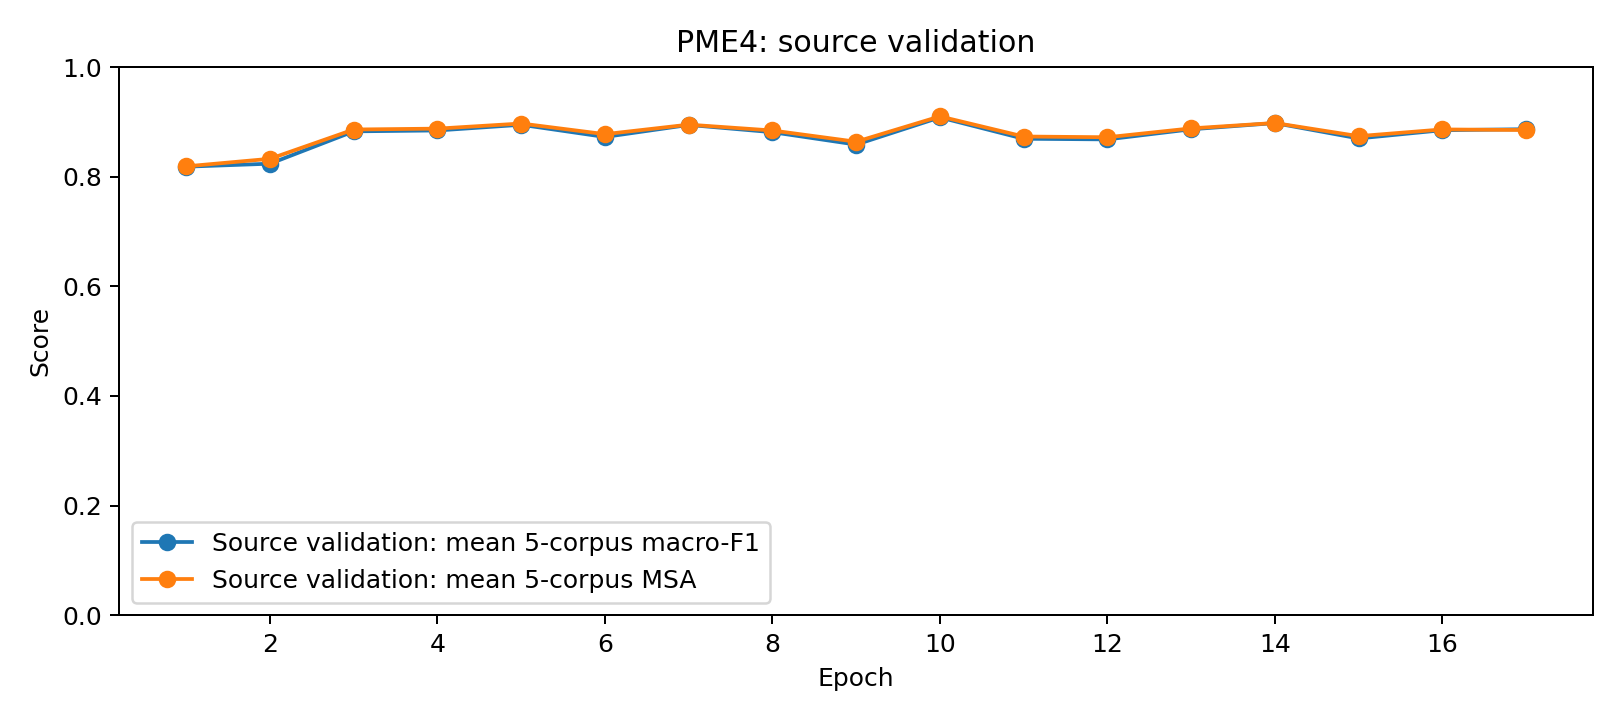 PME4: source validation
1.0
0.8
0.6
0.4
0.2
0.0
Score
Source validation: mean 5-corpus macro-F1
Source validation: mean 5-corpus MSA
2 4 6 8 10 12 14 16
Epoch